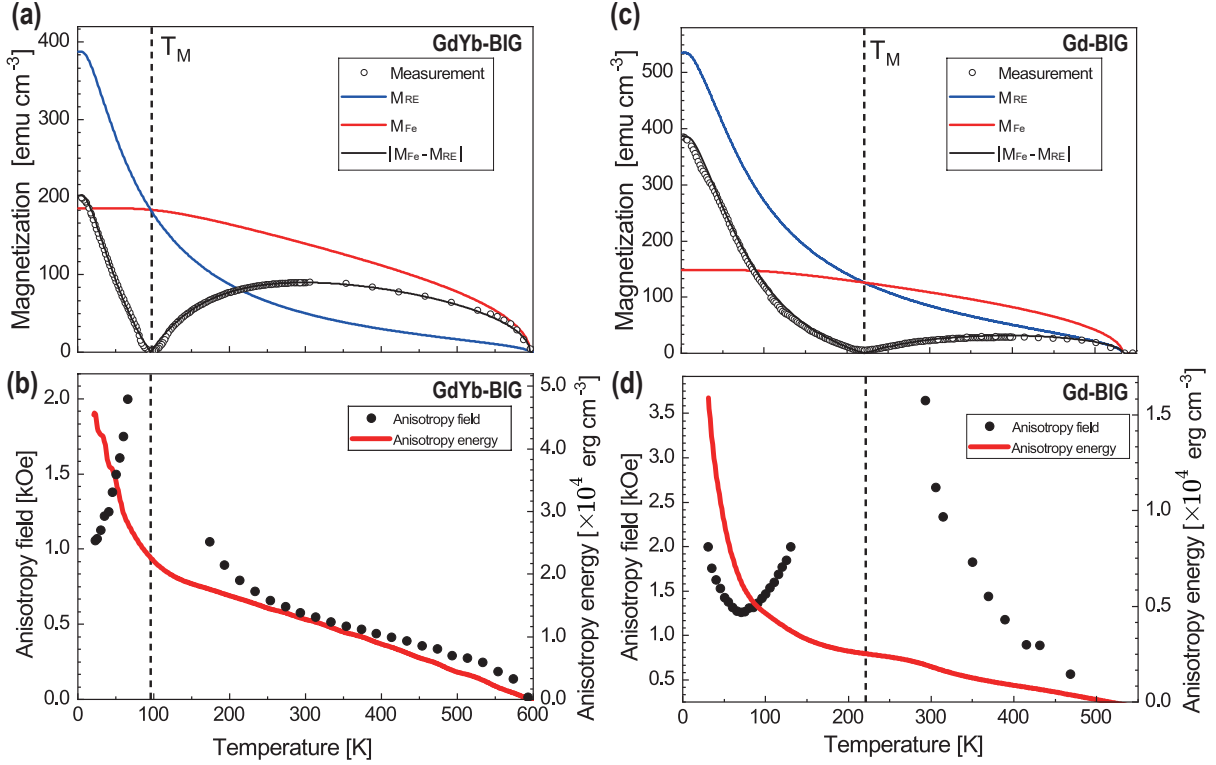 (a)
GdYb-BIG
T_M
Measurement
M_RE
M_Fe
|M_Fe - M_RE|
Magnetization [emu cm⁻³]
400
300
200
100
0
(c)
Gd-BIG
T_M
Measurement
M_RE
M_Fe
|M_Fe - M_RE|
Magnetization [emu cm⁻³]
500
400
300
200
100
0
(b)
GdYb-BIG
Anisotropy field
Anisotropy energy
Anisotropy field [kOe]
2.0
1.5
1.0
0.5
0.0
Anisotropy energy [×10⁴ erg cm⁻³]
5.0
4.0
3.0
2.0
1.0
0.0
0 100 200 300 400 500 600
Temperature [K]
(d)
Gd-BIG
Anisotropy field
Anisotropy energy
Anisotropy field [kOe]
3.5
3.0
2.5
2.0
1.5
1.0
0.5
Anisotropy energy [×10⁴ erg cm⁻³]
1.5
1.0
0.5
0.0
0 100 200 300 400 500
Temperature [K]